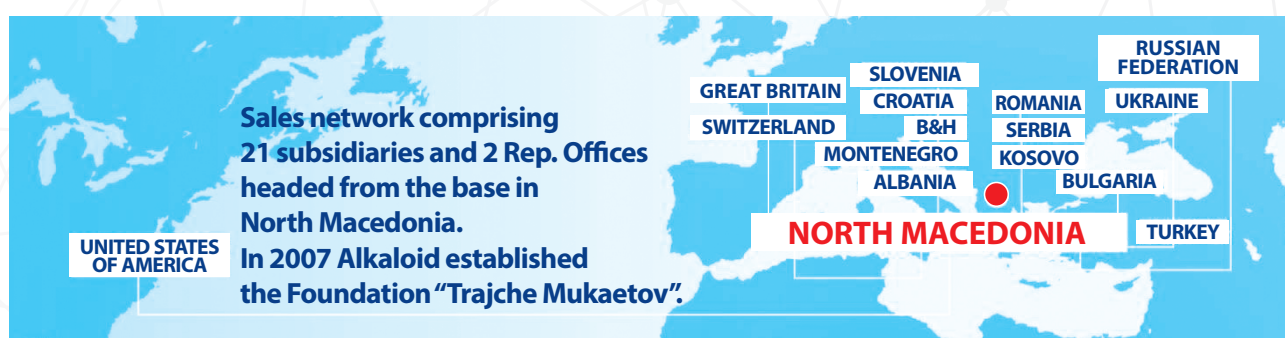 Sales network comprising
21 subsidiaries and 2 Rep. Offices
headed from the base in
North Macedonia.
In 2007 Alkaloid established
the Foundation “Trajche Mukaetov”.
UNITED STATES
OF AMERICA
GREAT BRITAIN
SWITZERLAND
SLOVENIA
CROATIA
B&H
MONTENEGRO
ALBANIA
ROMANIA
SERBIA
KOSOVO
RUSSIAN
FEDERATION
UKRAINE
BULGARIA
NORTH MACEDONIA
TURKEY